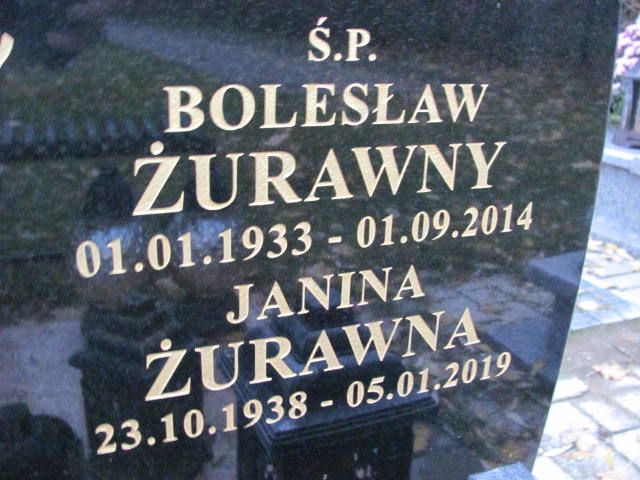 Ś.P.
BOLESŁAW
ŻURAWNY
01.01.1933 - 01.09.2014
JANINA
ŻURAWNA
23.10.1938 - 05.01.2019